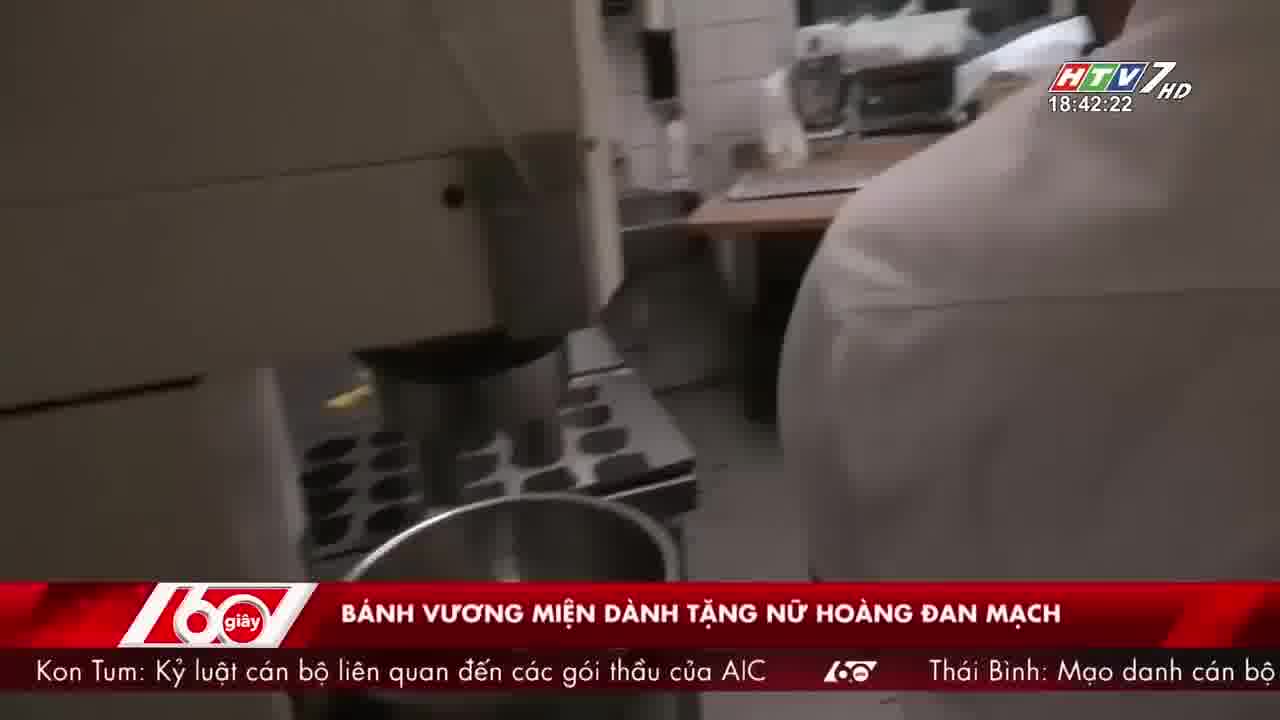 HTV7 HD
18:42:22
60 giây
BÁNH VƯƠNG MIỆN DÀNH TẶNG NỮ HOÀNG ĐAN MẠCH
Kon Tum: Kỷ luật cán bộ liên quan đến các gói thầu của AIC
Thái Bình: Mạo danh cán bộ